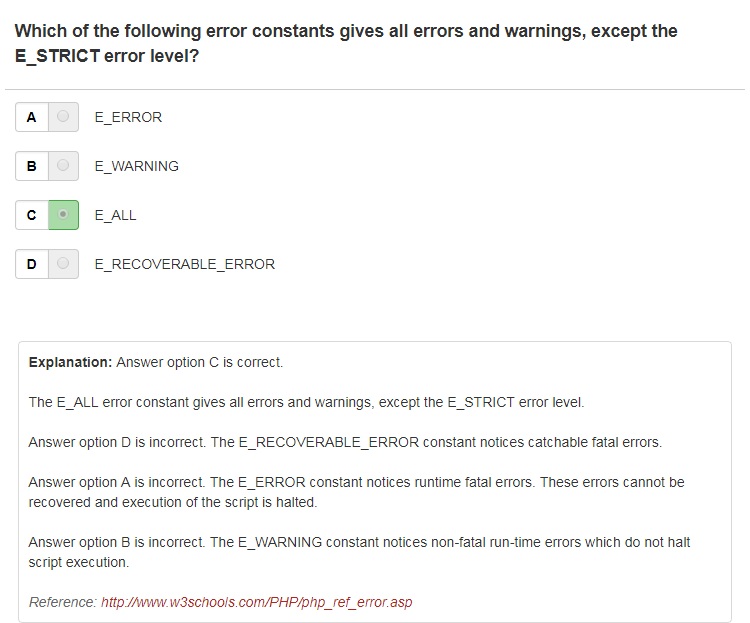 Which of the following error constants gives all errors and warnings, except the
E_STRICT error level?
A E_ERROR
B E_WARNING
C E_ALL
D E_RECOVERABLE_ERROR
Explanation: Answer option C is correct.
The E_ALL error constant gives all errors and warnings, except the E_STRICT error level.
Answer option D is incorrect. The E_RECOVERABLE_ERROR constant notices catchable fatal errors.
Answer option A is incorrect. The E_ERROR constant notices runtime fatal errors. These errors cannot be
recovered and execution of the script is halted.
Answer option B is incorrect. The E_WARNING constant notices non-fatal run-time errors which do not halt
script execution.
Reference: http://www.w3schools.com/PHP/php_ref_error.asp